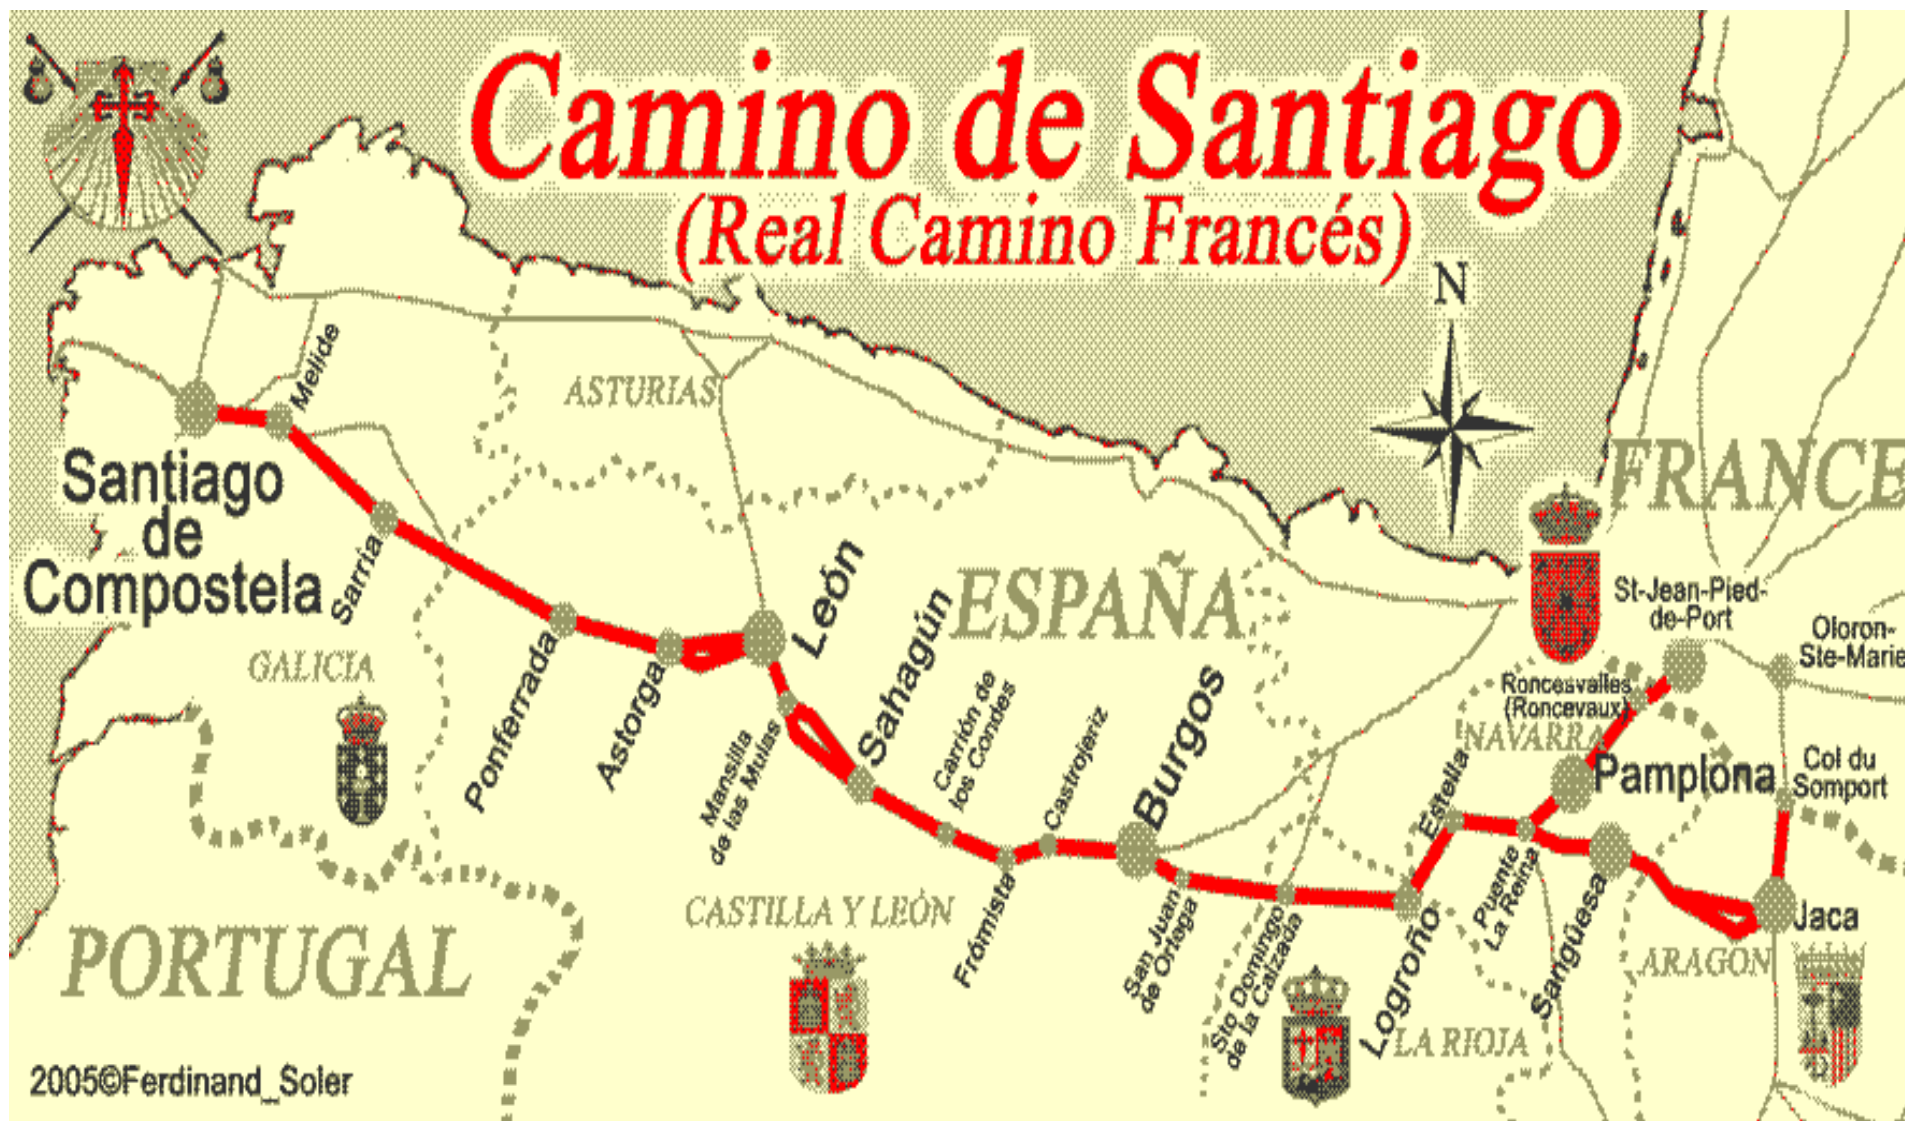 Camino de Santiago
(Real Camino Francés)
N
Melide
ASTURIAS
FRANCE
Santiago
de
Compostela
Sarria
León
ESPAÑA
St-Jean-Pied-
de-Port
Oloron-
Ste-Marie
GALICIA
Ponferrada
Astorga
Mansilla
de las Mulas
Sahagún
Carrión de
los Condes
Castrojeriz
Burgos
Roncesvalles
(Roncevaux)
NAVARRA
Estella
Pamplona
Col du
Somport
PORTUGAL
CASTILLA Y LEÓN
Frómista
San Juan
de Ortega
Sto Domingo
de la Calzada
Logroño
Puente
La Reina
Sangüesa
Jaca
ARAGÓN
LA RIOJA
2005©Ferdinand_Soler